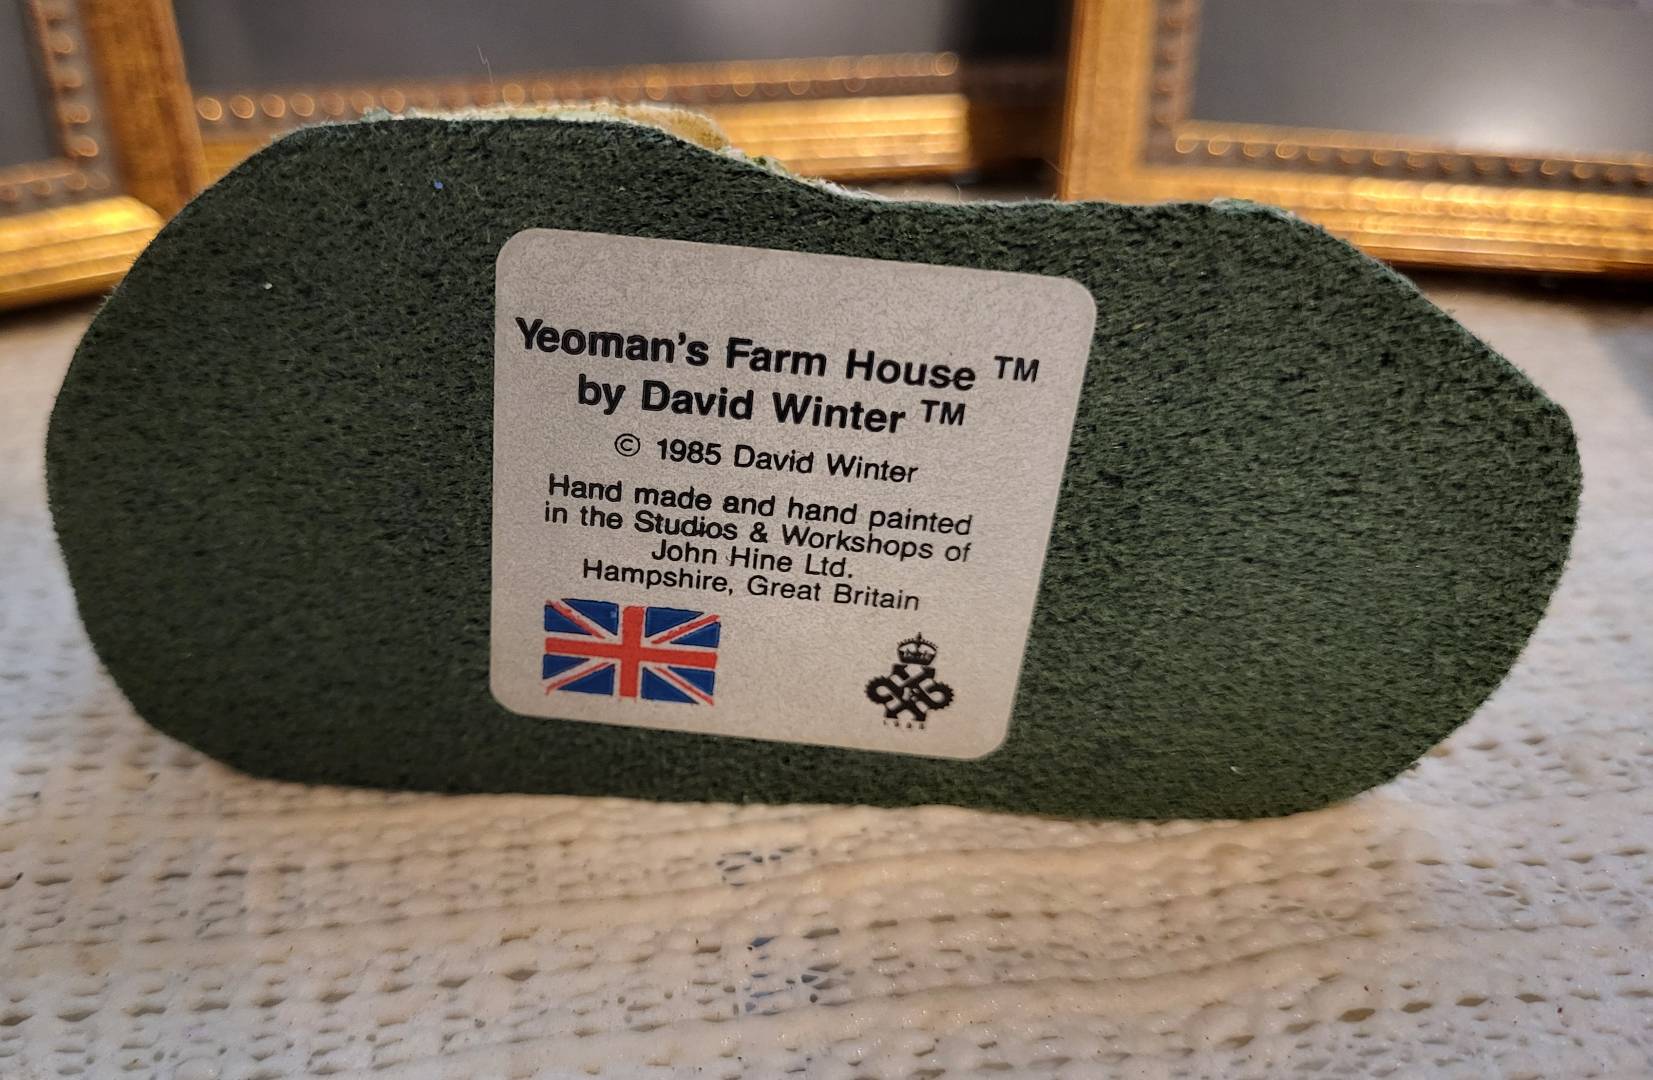 Yeoman's Farm House ™
by David Winter ™
© 1985 David Winter
Hand made and hand painted
in the Studios & Workshops of
John Hine Ltd.
Hampshire, Great Britain